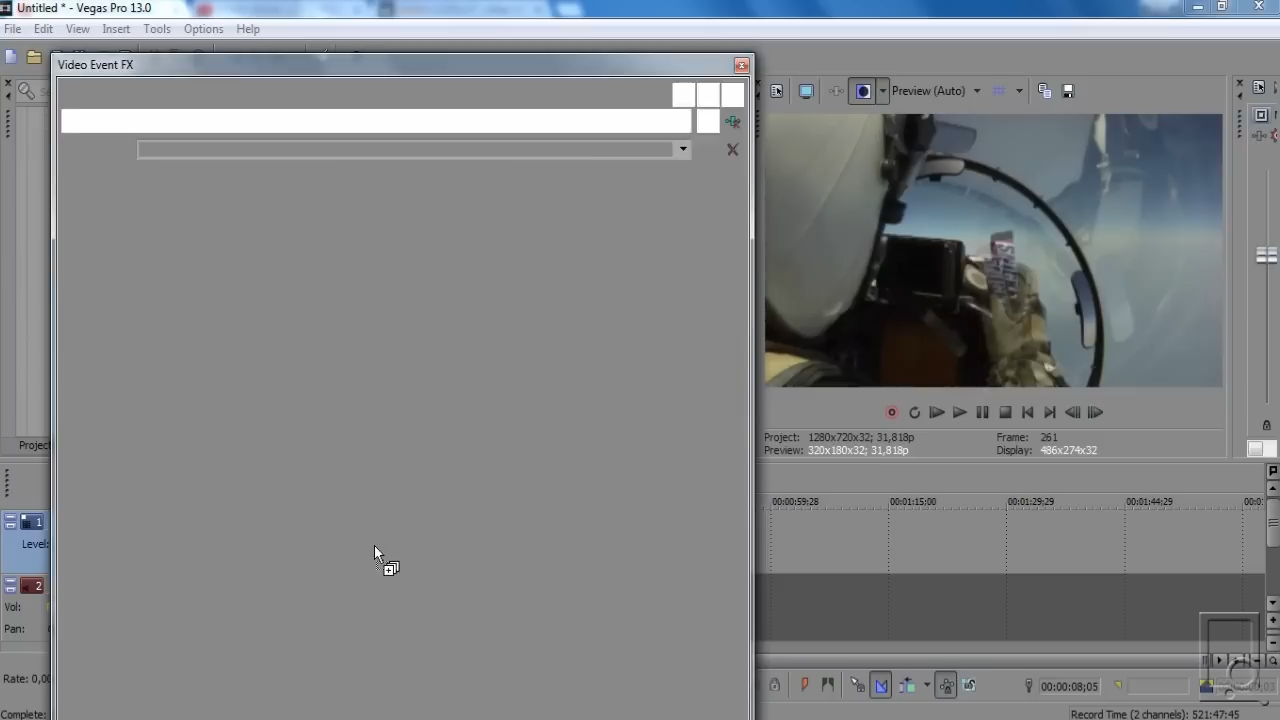 Untitled * - Vegas Pro 13.0
File Edit View Insert Tools Options Help
Video Event FX
Preview (Auto)
Project: 1280x720x32; 31,818p Frame: 261
Preview: 320x180x32; 31,818p Display: 486x274x32
Project
00:00:59;28 00:01:15;00 00:01:29;29 00:01:44;29 00:0
1
Level:
2
Vol:
Pan:
Rate: 0,00
00:00:08;05
Complete:
Record Time (2 channels): 521:47:45